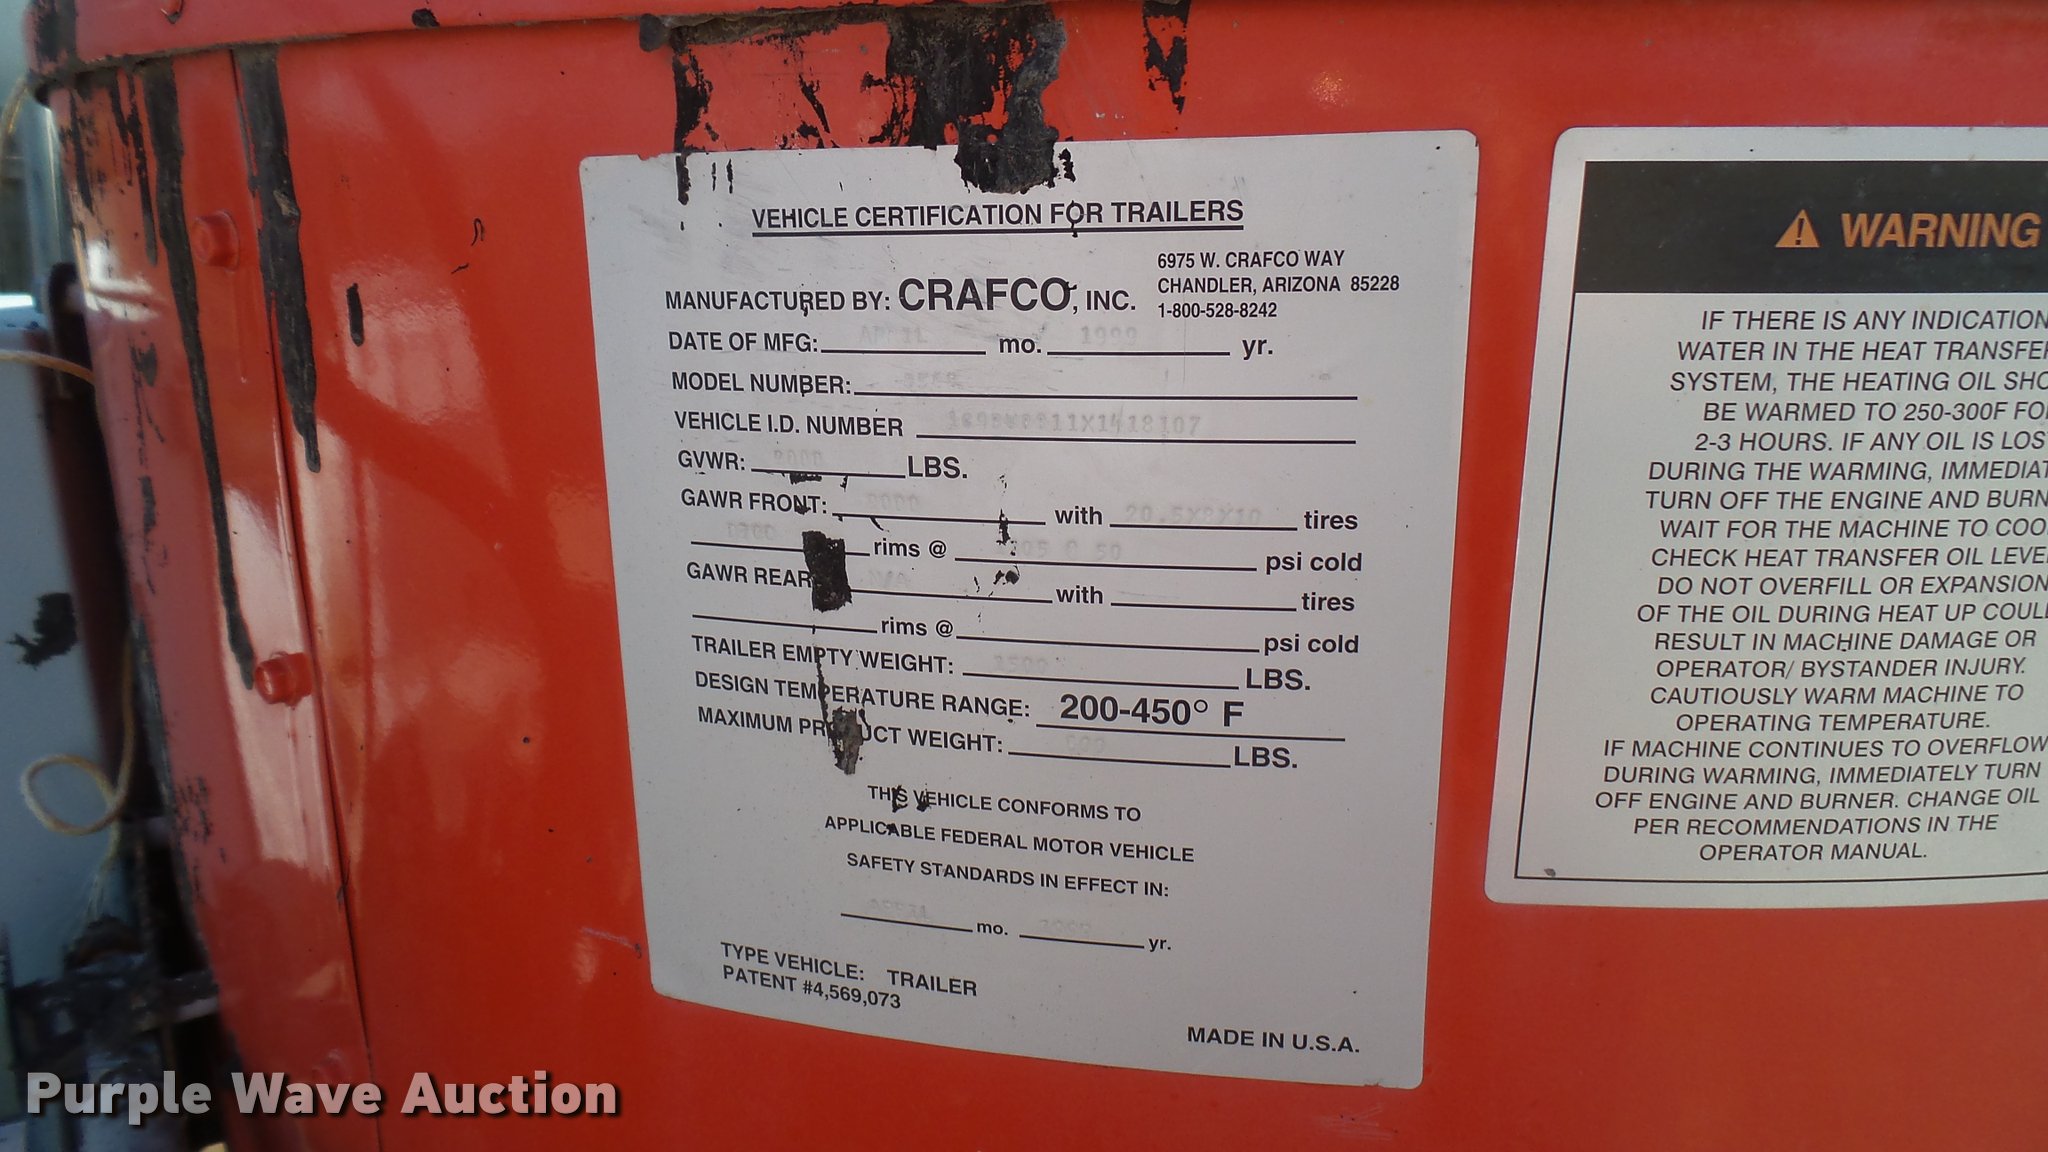 VEHICLE CERTIFICATION FOR TRAILERS
6975 W. CRAFCO WAY
CHANDLER, ARIZONA 85228
1-800-528-8242
MANUFACTURED BY: CRAFCO, INC.
DATE OF MFG: APRIL mo. 1999 yr.
MODEL NUMBER:
VEHICLE I.D. NUMBER
GVWR: LBS.
GAWR FRONT: with 20.5X8X10 tires
rims @ psi cold
GAWR REAR N/A with tires
rims @ psi cold
TRAILER EMPTY WEIGHT: LBS.
DESIGN TEMPERATURE RANGE: 200-450° F
MAXIMUM PRODUCT WEIGHT: LBS.
THIS VEHICLE CONFORMS TO
APPLICABLE FEDERAL MOTOR VEHICLE
SAFETY STANDARDS IN EFFECT IN:
APRIL mo. 1999 yr.
TYPE VEHICLE: TRAILER
PATENT #4,569,073
MADE IN U.S.A.
WARNING
IF THERE IS ANY INDICATION
WATER IN THE HEAT TRANSFER
SYSTEM, THE HEATING OIL SHO
BE WARMED TO 250-300F FO
2-3 HOURS. IF ANY OIL IS LOS
DURING THE WARMING, IMMEDIAT
TURN OFF THE ENGINE AND BURN
WAIT FOR THE MACHINE TO COO
CHECK HEAT TRANSFER OIL LEVE
DO NOT OVERFILL OR EXPANSION
OF THE OIL DURING HEAT UP COULD
RESULT IN MACHINE DAMAGE OR
OPERATOR/ BYSTANDER INJURY.
CAUTIOUSLY WARM MACHINE TO
OPERATING TEMPERATURE.
IF MACHINE CONTINUES TO OVERFLOW
DURING WARMING, IMMEDIATELY TURN
OFF ENGINE AND BURNER. CHANGE OIL
PER RECOMMENDATIONS IN THE
OPERATOR MANUAL.
Purple Wave Auction